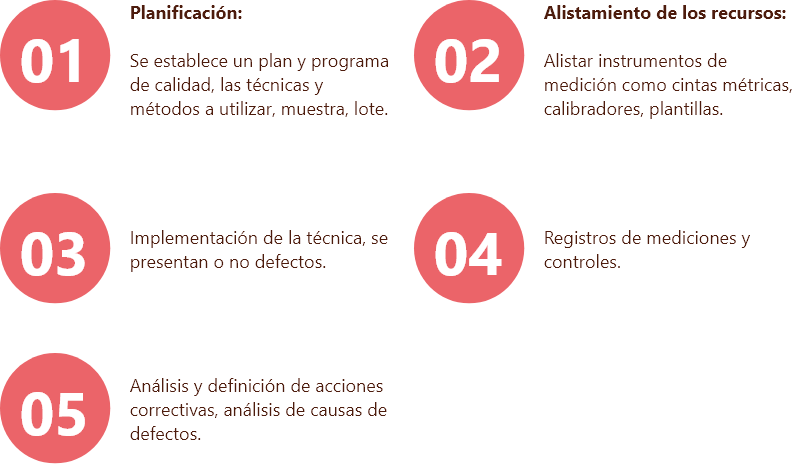 01
Planificación:
Se establece un plan y programa
de calidad, las técnicas y
métodos a utilizar, muestra, lote.
02
Alistamiento de los recursos:
Alistar instrumentos de
medición como cintas métricas,
calibradores, plantillas.
03
Implementación de la técnica, se
presentan o no defectos.
04
Registros de mediciones y
controles.
05
Análisis y definición de acciones
correctivas, análisis de causas de
defectos.